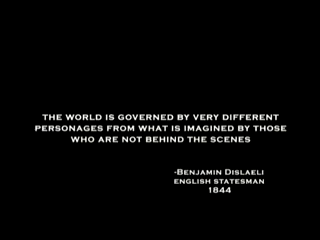 THE WORLD IS GOVERNED BY VERY DIFFERENT
PERSONAGES FROM WHAT IS IMAGINED BY THOSE
WHO ARE NOT BEHIND THE SCENES
-BENJAMIN DISLAELI
ENGLISH STATESMAN
1844